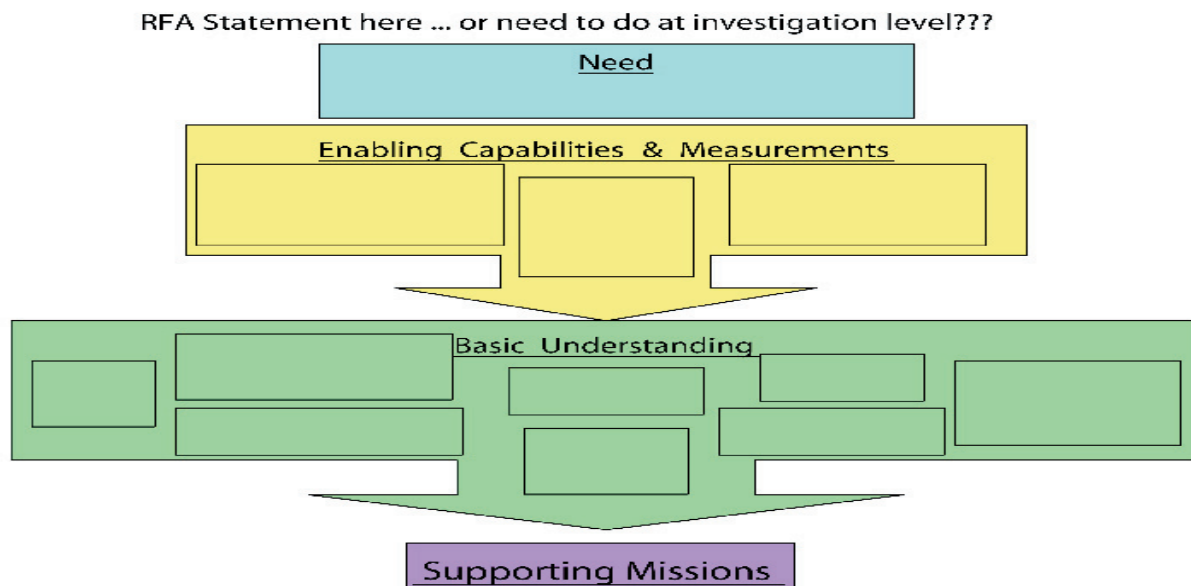 RFA Statement here ... or need to do at investigation level???
Need
Enabling Capabilities & Measurements
Basic Understanding
Supporting Missions